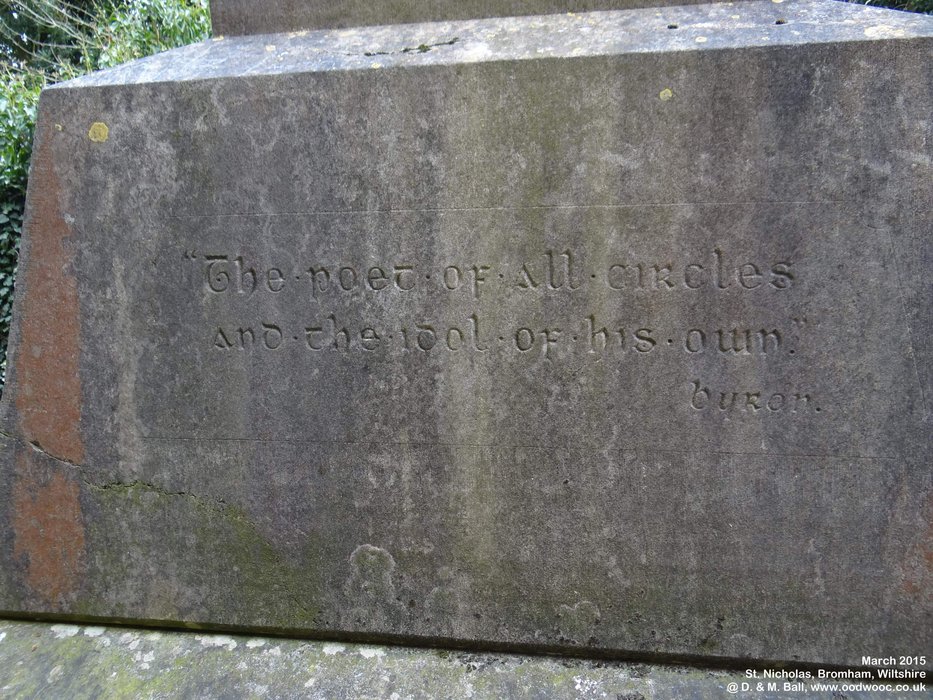 "The·poet·of·all·circles
and·the·idol·of·his·own."
Byron.
March 2015
St. Nicholas, Bromham, Wiltshire
@ D. & M. Ball, www.oodwooc.co.uk